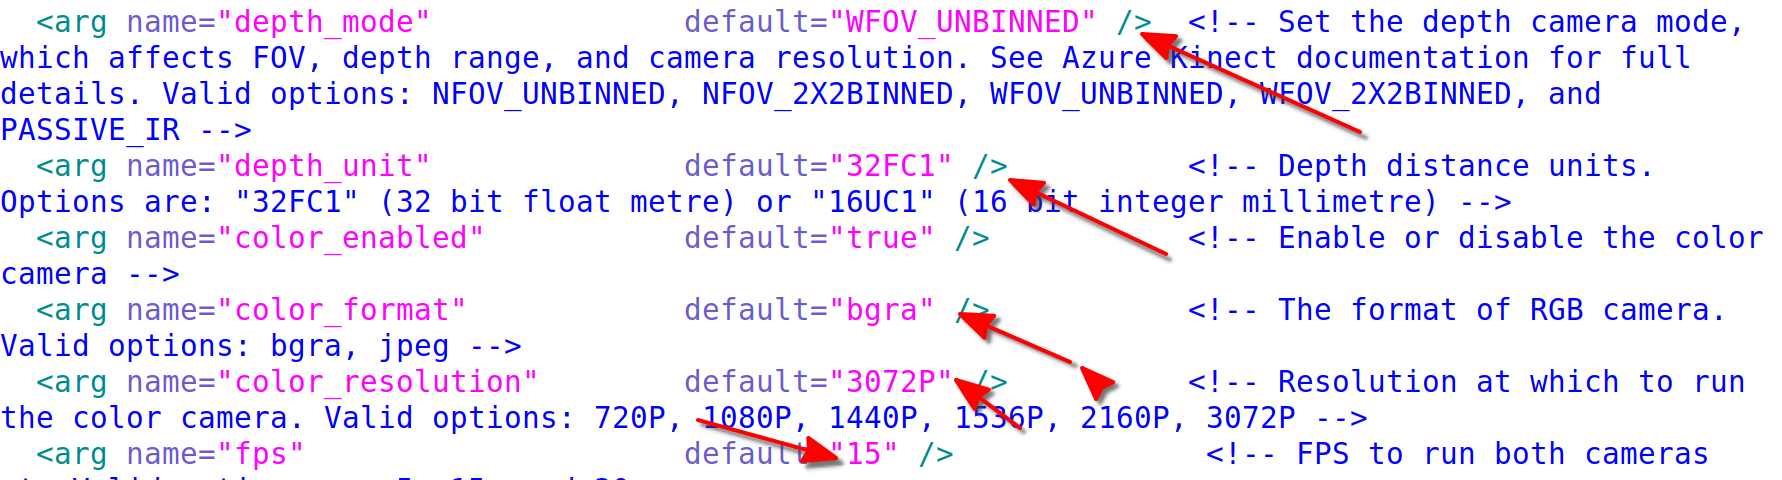 <arg name="depth_mode" default="WFOV_UNBINNED" /> <!-- Set the depth camera mode,
which affects FOV, depth range, and camera resolution. See Azure Kinect documentation for full
details. Valid options: NFOV_UNBINNED, NFOV_2X2BINNED, WFOV_UNBINNED, WFOV_2X2BINNED, and
PASSIVE_IR -->
<arg name="depth_unit" default="32FC1" /> <!-- Depth distance units.
Options are: "32FC1" (32 bit float metre) or "16UC1" (16 bit integer millimetre) -->
<arg name="color_enabled" default="true" /> <!-- Enable or disable the color
camera -->
<arg name="color_format" default="bgra" /> <!-- The format of RGB camera.
Valid options: bgra, jpeg -->
<arg name="color_resolution" default="3072P" /> <!-- Resolution at which to run
the color camera. Valid options: 720P, 1080P, 1440P, 1536P, 2160P, 3072P -->
<arg name="fps" default="15" /> <!-- FPS to run both cameras